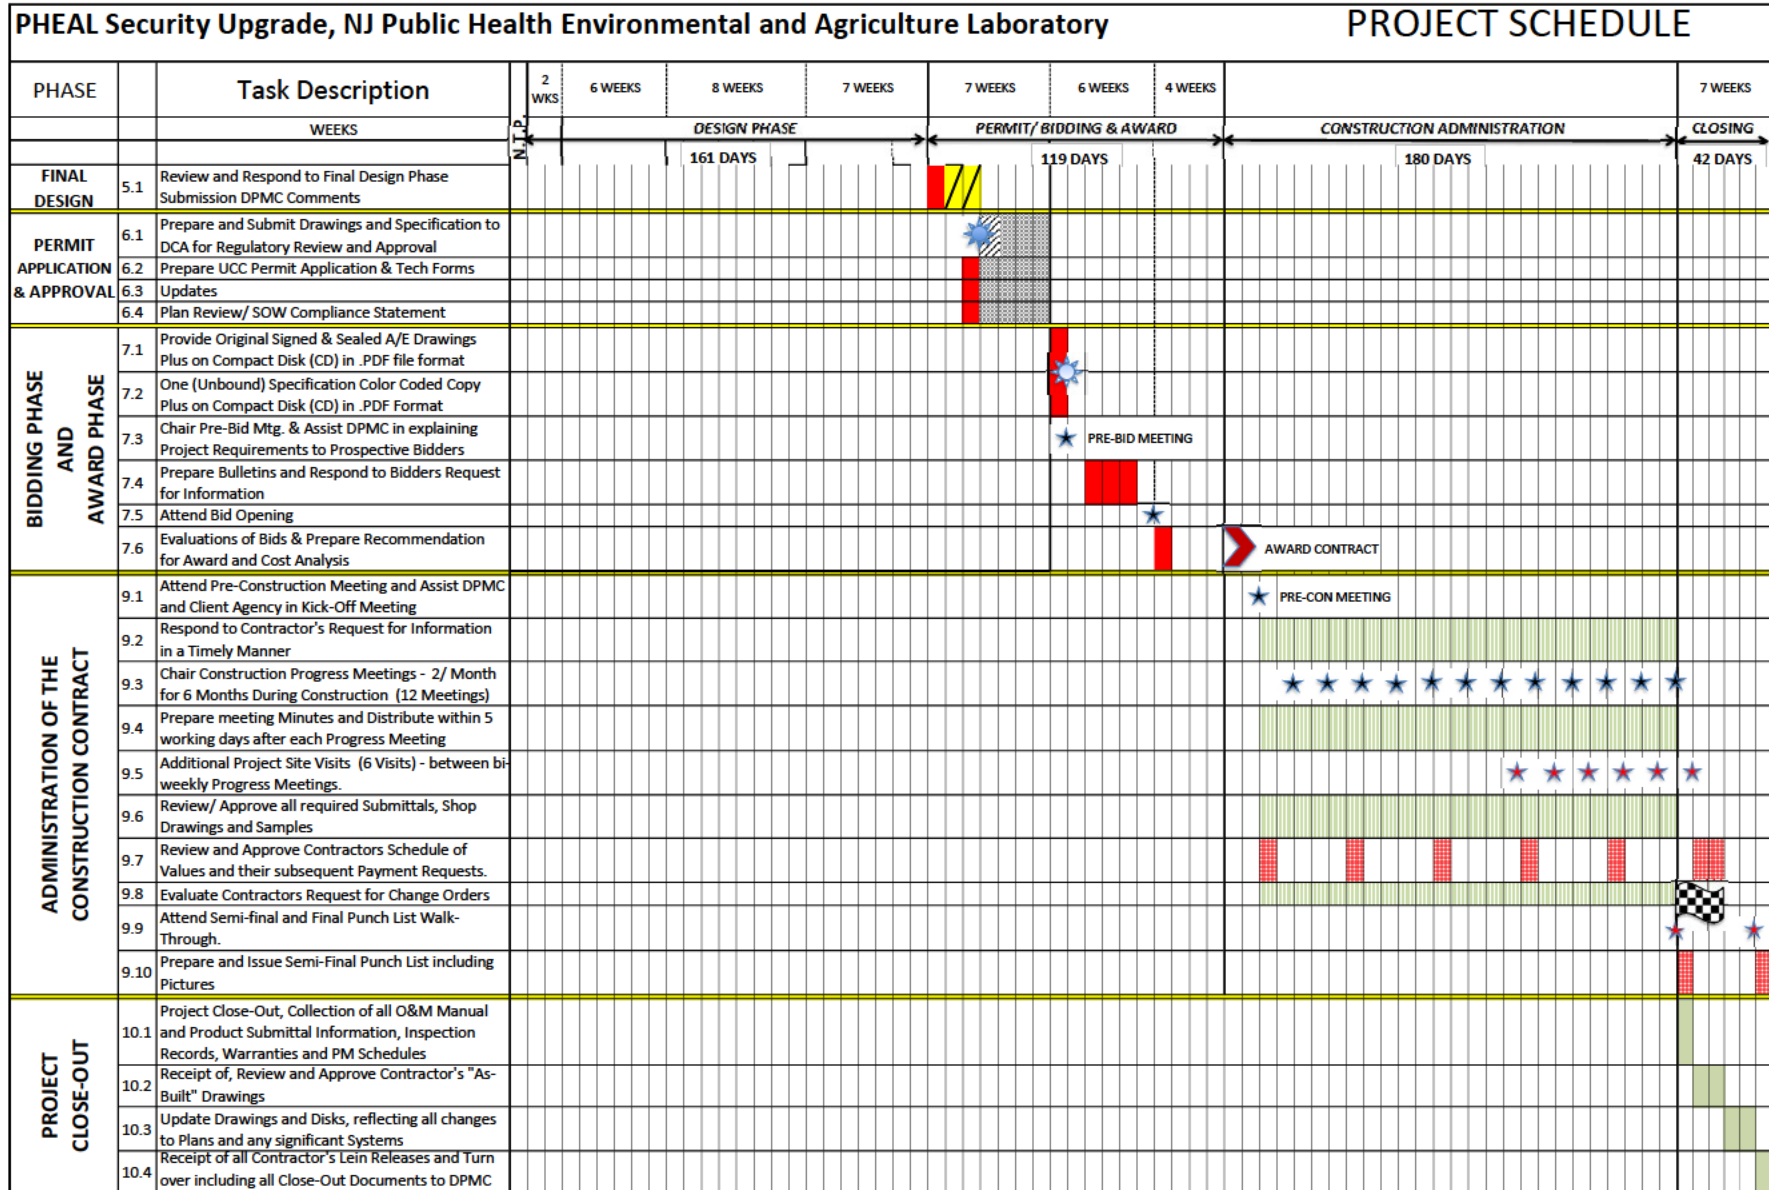 PHEAL Security Upgrade, NJ Public Health Environmental and Agriculture Laboratory
PROJECT SCHEDULE
PHASE
Task Description
N.T.P.
2
WKS
6 WEEKS
8 WEEKS
7 WEEKS
7 WEEKS
6 WEEKS
4 WEEKS
7 WEEKS
WEEKS
DESIGN PHASE
PERMIT/ BIDDING & AWARD
CONSTRUCTION ADMINISTRATION
CLOSING
161 DAYS
119 DAYS
180 DAYS
42 DAYS
FINAL
DESIGN
5.1
Review and Respond to Final Design Phase
Submission DPMC Comments
PERMIT
APPLICATION
& APPROVAL
6.1
Prepare and Submit Drawings and Specification to
DCA for Regulatory Review and Approval
6.2
Prepare UCC Permit Application & Tech Forms
6.3
Updates
6.4
Plan Review/ SOW Compliance Statement
BIDDING PHASE
AND
AWARD PHASE
7.1
Provide Original Signed & Sealed A/E Drawings
Plus on Compact Disk (CD) in .PDF file format
7.2
One (Unbound) Specification Color Coded Copy
Plus on Compact Disk (CD) in .PDF Format
7.3
Chair Pre-Bid Mtg. & Assist DPMC in explaining
Project Requirements to Prospective Bidders
PRE-BID MEETING
7.4
Prepare Bulletins and Respond to Bidders Request
for Information
7.5
Attend Bid Opening
7.6
Evaluations of Bids & Prepare Recommendation
for Award and Cost Analysis
AWARD CONTRACT
ADMINISTRATION OF THE
CONSTRUCTION CONTRACT
9.1
Attend Pre-Construction Meeting and Assist DPMC
and Client Agency in Kick-Off Meeting
PRE-CON MEETING
9.2
Respond to Contractor's Request for Information
in a Timely Manner
9.3
Chair Construction Progress Meetings - 2/ Month
for 6 Months During Construction (12 Meetings)
9.4
Prepare meeting Minutes and Distribute within 5
working days after each Progress Meeting
9.5
Additional Project Site Visits (6 Visits) - between bi-
weekly Progress Meetings.
9.6
Review/ Approve all required Submittals, Shop
Drawings and Samples
9.7
Review and Approve Contractors Schedule of
Values and their subsequent Payment Requests.
9.8
Evaluate Contractors Request for Change Orders
9.9
Attend Semi-final and Final Punch List Walk-
Through.
9.10
Prepare and Issue Semi-Final Punch List including
Pictures
PROJECT
CLOSE-OUT
10.1
Project Close-Out, Collection of all O&M Manual
and Product Submittal Information, Inspection
Records, Warranties and PM Schedules
10.2
Receipt of, Review and Approve Contractor's "As-
Built" Drawings
10.3
Update Drawings and Disks, reflecting all changes
to Plans and any significant Systems
10.4
Receipt of all Contractor's Lein Releases and Turn
over including all Close-Out Documents to DPMC